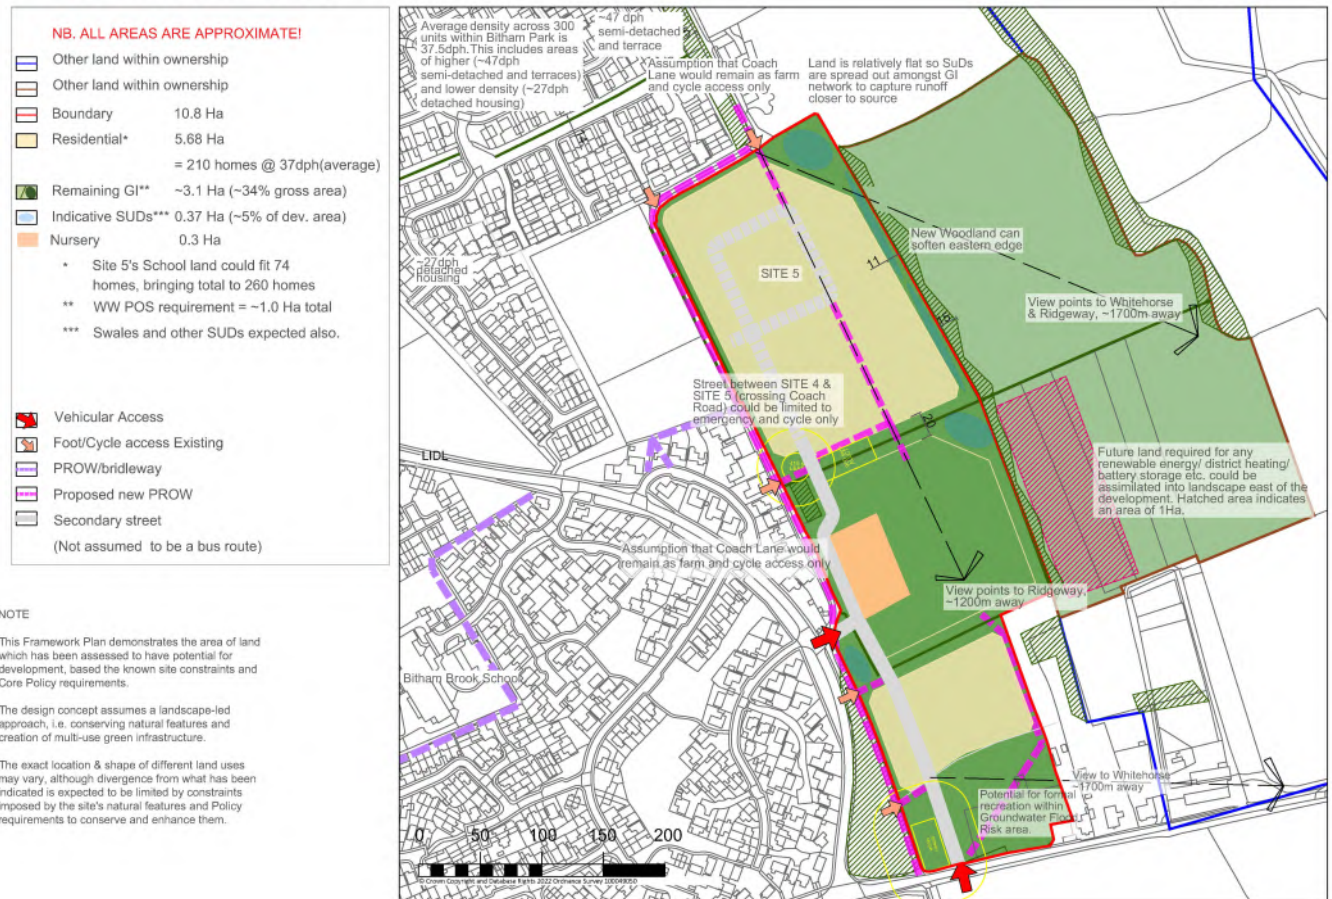 NB. ALL AREAS ARE APPROXIMATE!
Other land within ownership
Other land within ownership
Boundary 10.8 Ha
Residential* 5.68 Ha
= 210 homes @ 37dph(average)
Remaining GI** ~3.1 Ha (~34% gross area)
Indicative SUDs*** 0.37 Ha (~5% of dev. area)
Nursery 0.3 Ha
* Site 5's School land could fit 74
homes, bringing total to 260 homes
** WW POS requirement = ~1.0 Ha total
*** Swales and other SUDs expected also.
Vehicular Access
Foot/Cycle access Existing
PROW/bridleway
Proposed new PROW
Secondary street
(Not assumed to be a bus route)
NOTE
This Framework Plan demonstrates the area of land
which has been assessed to have potential for
development, based the known site constraints and
Core Policy requirements.
The design concept assumes a landscape-led
approach, i.e. conserving natural features and
creation of multi-use green infrastructure.
The exact location & shape of different land uses
may vary, although divergence from what has been
indicated is expected to be limited by constraints
imposed by the site's natural features and Policy
requirements to conserve and enhance them.
Average density across 300
units within Bitham Park is
37.5dph. This includes areas
of higher (~47dph
semi-detached and terraces)
and lower density (~27dph
detached housing)
~47 dph
semi-detached
and terrace
Assumption that Coach
Lane would remain as farm
and cycle access only
Land is relatively flat so SuDs
are spread out amongst GI
network to capture runoff
closer to source
New Woodland can
soften eastern edge
11
~27dph
detached
housing
SITE 5
View points to Whitehorse
& Ridgeway, ~1700m away
Street between SITE 4 &
SITE 5 (crossing Coach
Road) could be limited to
emergency and cycle only
20
LIDL
Future land required for any
renewable energy/ district heating/
battery storage etc. could be
assimilated into landscape east of the
development. Hatched area indicates
an area of 1Ha.
Assumption that Coach Lane would
remain as farm and cycle access only
View points to Ridgeway,
~1200m away
Bitham Brook School
View to Whitehorse
~1700m away
Potential for formal
recreation within
Groundwater Flood
Risk area.
0 50 100 150 200
© Crown Copyright and Database Rights 2022 Ordnance Survey 100049050